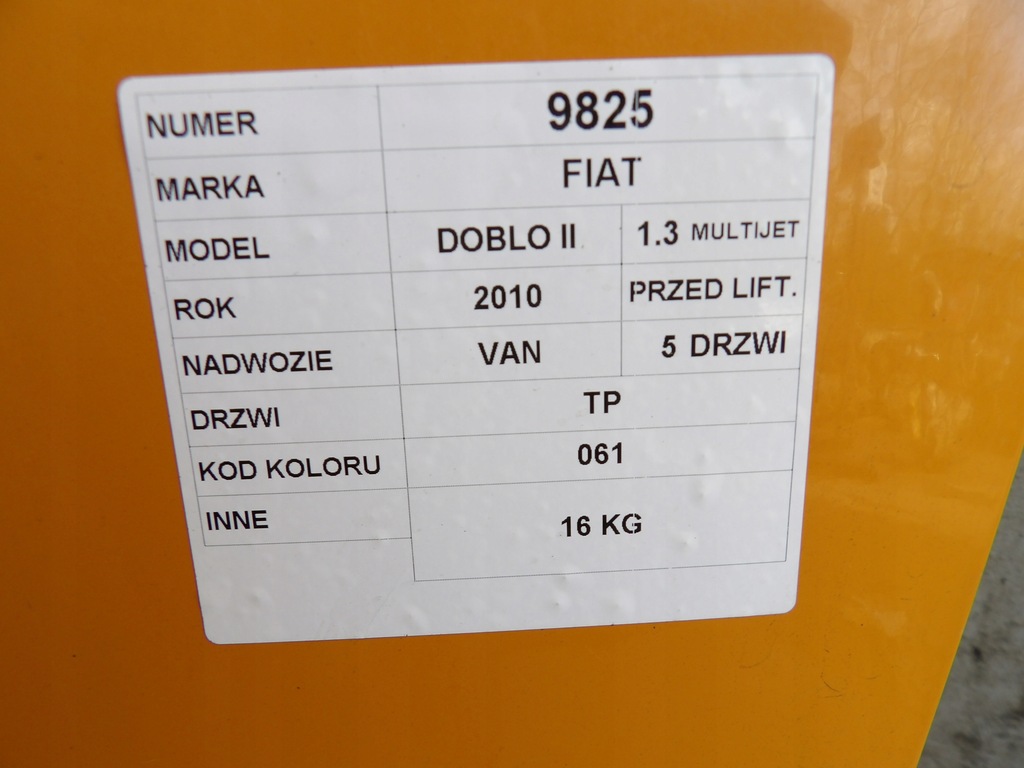 NUMER 9825
MARKA FIAT
MODEL DOBLO II 1.3 MULTIJET
ROK 2010 PRZED LIFT.
NADWOZIE VAN 5 DRZWI
DRZWI TP
KOD KOLORU 061
INNE 16 KG